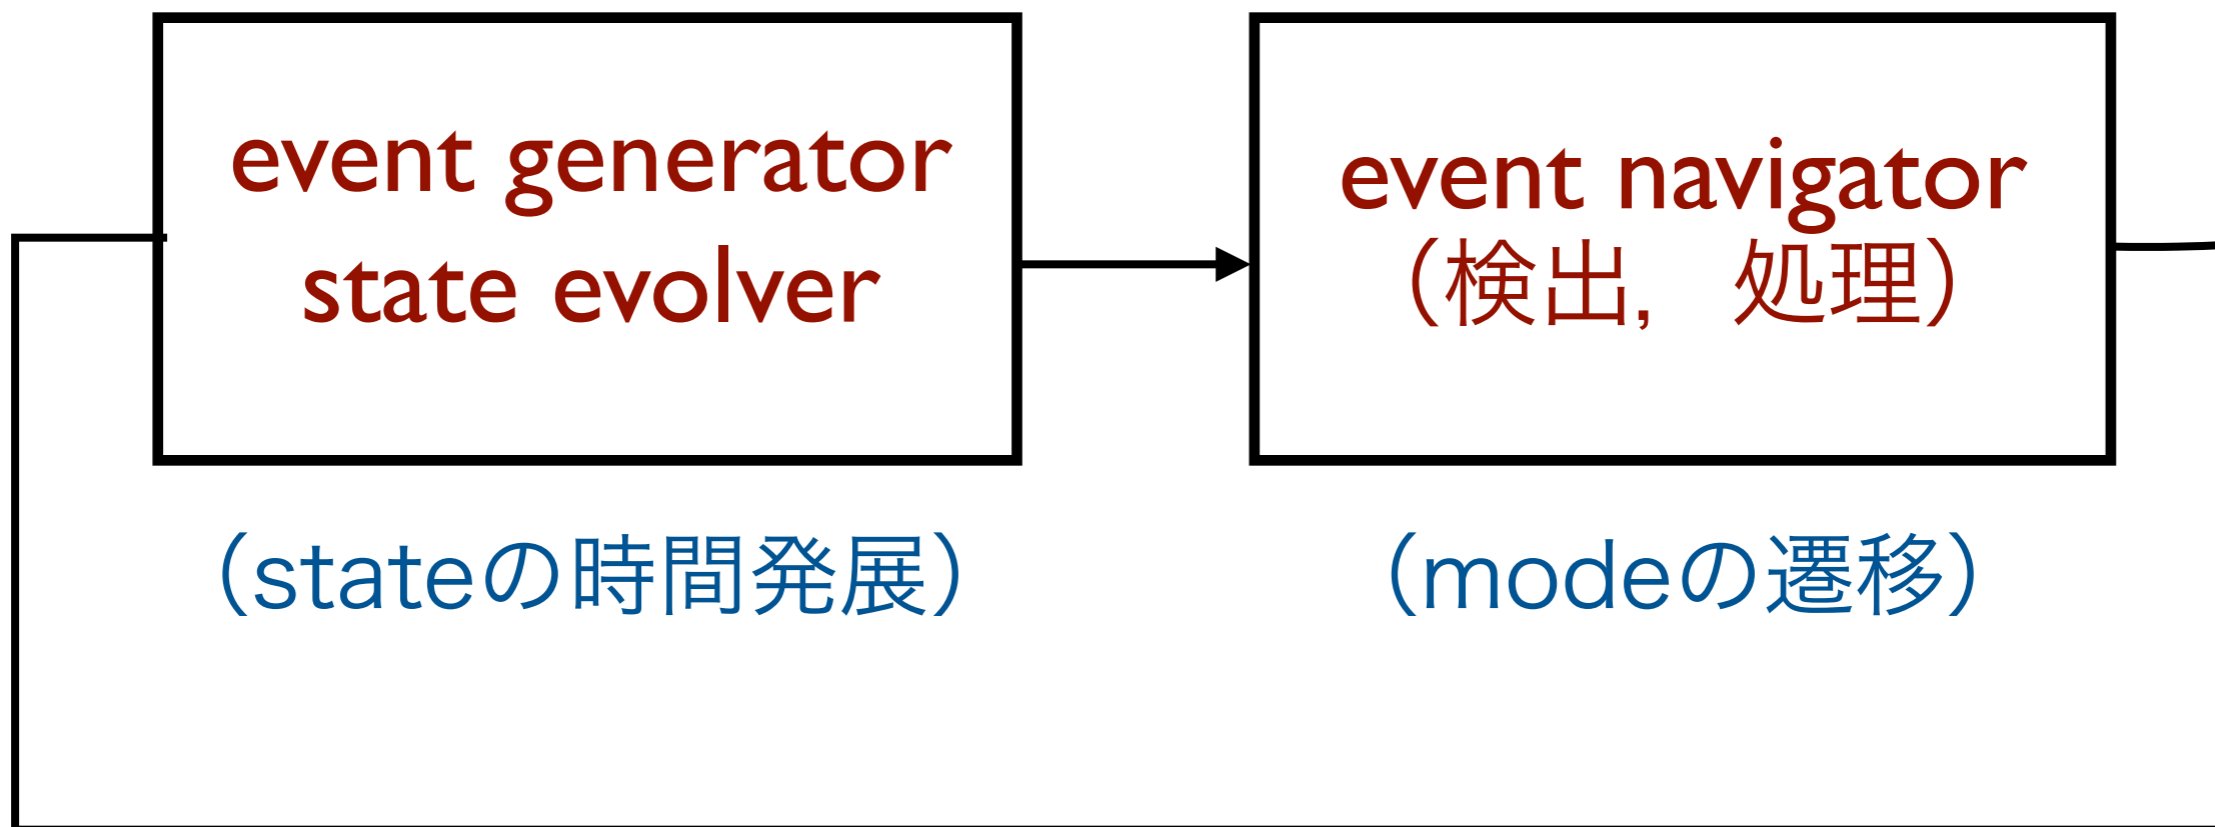 event generator
state evolver
event navigator
（検出，処理）
（stateの時間発展）
（modeの遷移）